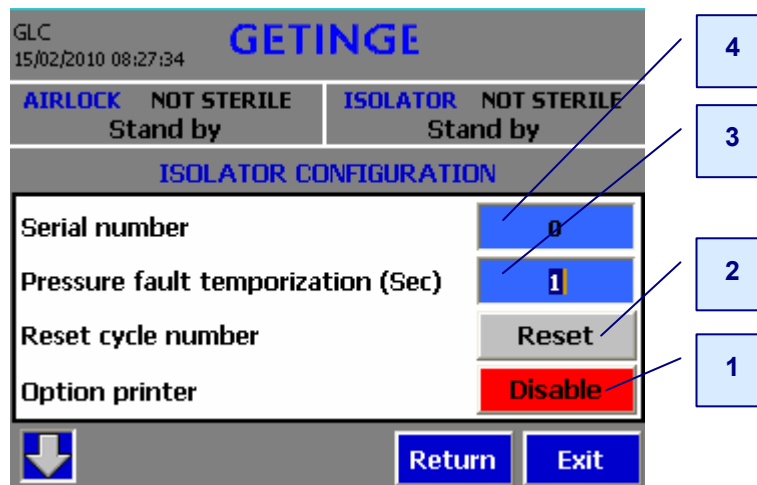 GLC
15/02/2010 08:27:34
GETINGE
AIRLOCK NOT STERILE
Stand by
ISOLATOR NOT STERILE
Stand by
ISOLATOR CONFIGURATION
Serial number 0
Pressure fault temporization (Sec) 1
Reset cycle number Reset
Option printer Disable
Return Exit
4
3
2
1